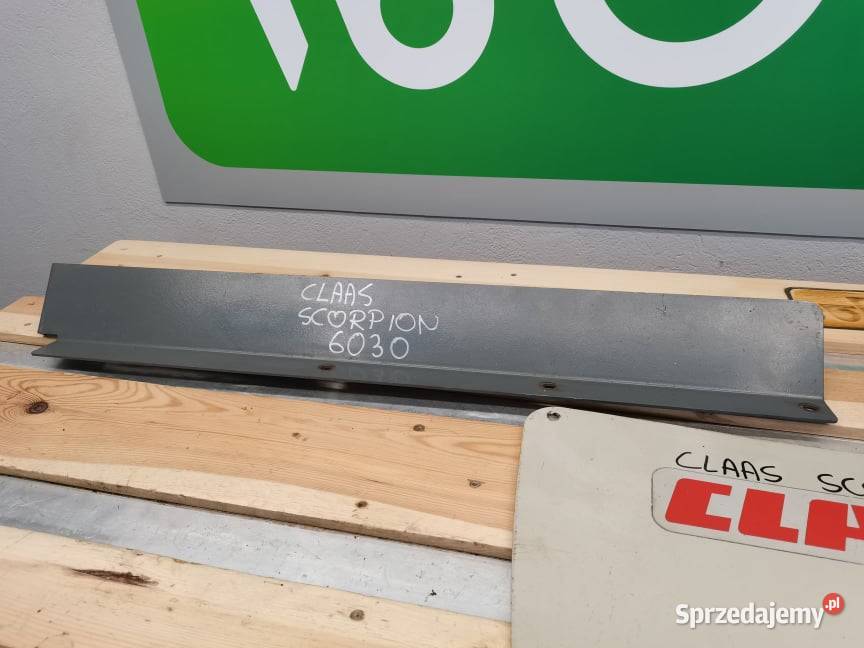 CLAAS
SCORPION
6030
CLAAS
Sprzedajemy.pl